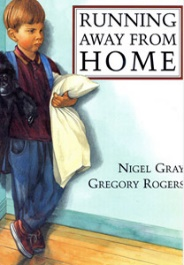 RUNNING
AWAY FROM
HOME
NIGEL GRAY
GREGORY ROGERS